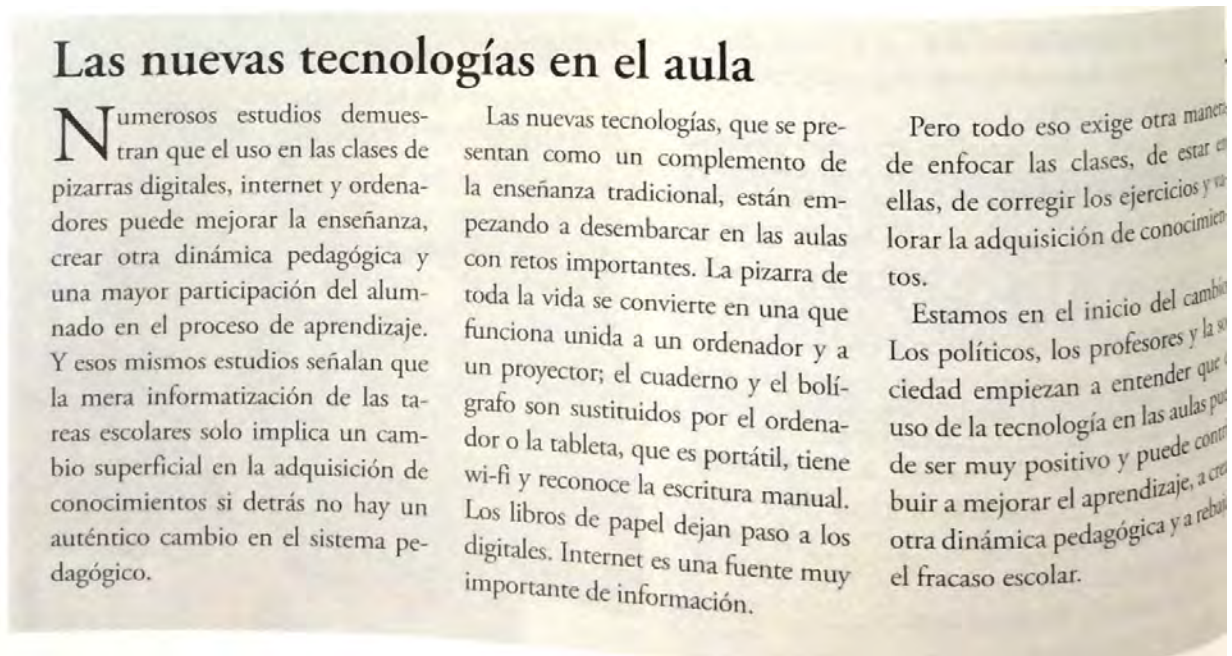 Las nuevas tecnologías en el aula
Numerosos estudios demues-
tran que el uso en las clases de
pizarras digitales, internet y ordena-
dores puede mejorar la enseñanza,
crear otra dinámica pedagógica y
una mayor participación del alum-
nado en el proceso de aprendizaje.
Y esos mismos estudios señalan que
la mera informatización de las ta-
reas escolares solo implica un cam-
bio superficial en la adquisición de
conocimientos si detrás no hay un
auténtico cambio en el sistema pe-
dagógico.
Las nuevas tecnologías, que se pre-
sentan como un complemento de
la enseñanza tradicional, están em-
pezando a desembarcar en las aulas
con retos importantes. La pizarra de
toda la vida se convierte en una que
funciona unida a un ordenador y a
un proyector; el cuaderno y el bolí-
grafo son sustituidos por el ordena-
dor o la tableta, que es portátil, tiene
wi-fi y reconoce la escritura manual.
Los libros de papel dejan paso a los
digitales. Internet es una fuente muy
importante de información.
Pero todo eso exige otra manera
de enfocar las clases, de estar en
ellas, de corregir los ejercicios y va-
lorar la adquisición de conocimien
tos.
Estamos en el inicio del cambio
Los políticos, los profesores y la so
ciedad empiezan a entender que
uso de la tecnología en las aulas pue
de ser muy positivo y puede contri
buir a mejorar el aprendizaje, a
otra dinámica pedagógica y a
el fracaso escolar.